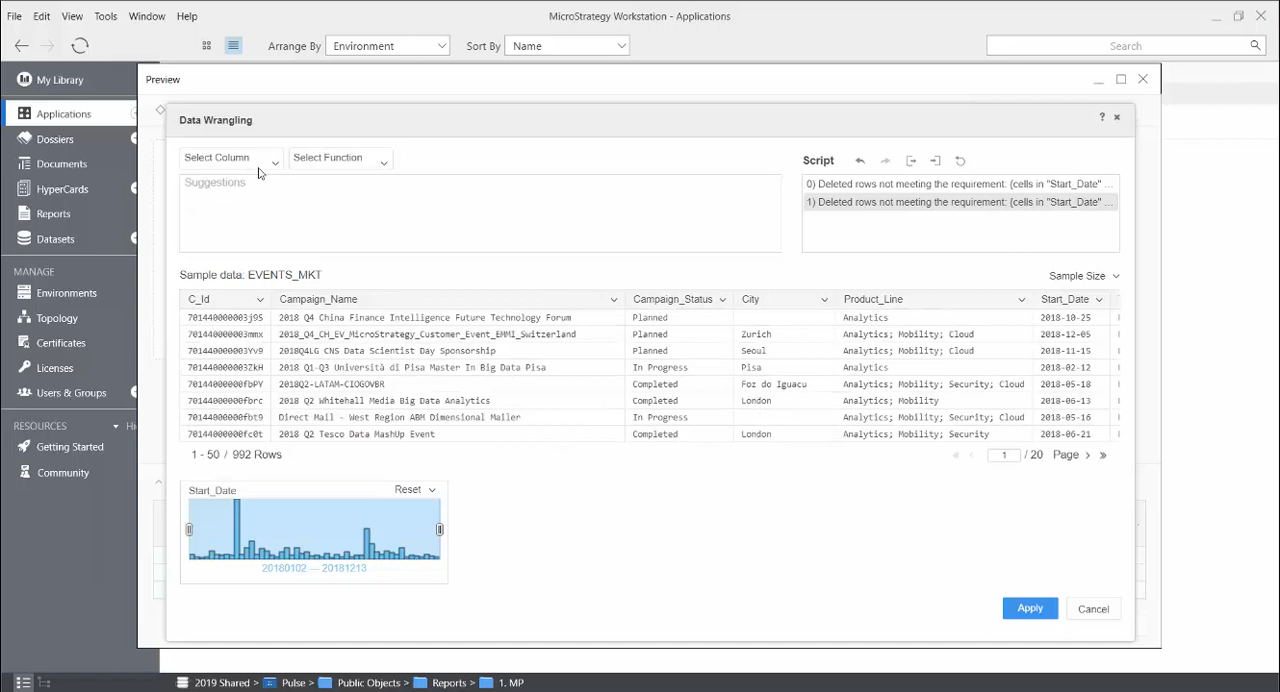 File Edit View Tools Window Help
MicroStrategy Workstation - Applications
Arrange By Environment Sort By Name Search
My Library
Applications
Dossiers
Documents
HyperCards
Reports
Datasets
MANAGE
Environments
Topology
Certificates
Licenses
Users & Groups
RESOURCES Hi
Getting Started
Community
Preview
Data Wrangling ?
Select Column Select Function
Suggestions
Script
0) Deleted rows not meeting the requirement: {cells in "Start_Date" ...
1) Deleted rows not meeting the requirement: {cells in "Start_Date" ...
Sample data: EVENTS_MKT Sample Size
C_Id Campaign_Name Campaign_Status City Product_Line Start_Date
701440000003j9S 2018 Q4 China Finance Intelligence Future Technology Forum Planned Analytics 2018-10-25
701440000003mmx 2018_Q4_CH_EV_MicroStrategy_Customer_Event_EMMI_Switzerland Planned Zurich Analytics; Mobility; Cloud 2018-12-05
701440000003Yv9 2018Q4LG CNS Data Scientist Day Sponsorship Planned Seoul Analytics; Mobility; Cloud 2018-11-15
701440000003ZkH 2018 Q1-Q3 Università di Pisa Master In Big Data Pisa In Progress Pisa Analytics 2018-02-12
70144000000fbPY 2018Q2-LATAM-CIOGOVBR Completed Foz do Iguacu Analytics; Mobility; Security; Cloud 2018-05-18
70144000000fbrc 2018 Q2 Whitehall Media Big Data Analytics Completed London Analytics; Mobility 2018-06-13
70144000000fbt9 Direct Mail - West Region ABM Dimensional Mailer In Progress Analytics; Mobility; Security; Cloud 2018-05-16
70144000000fc0t 2018 Q2 Tesco Data MashUp Event Completed London Analytics; Mobility; Security 2018-06-21
1 - 50 / 992 Rows 1 / 20 Page
Start_Date Reset
20180102 — 20181213
Apply Cancel
2019 Shared > Pulse > Public Objects > Reports > 1. MP